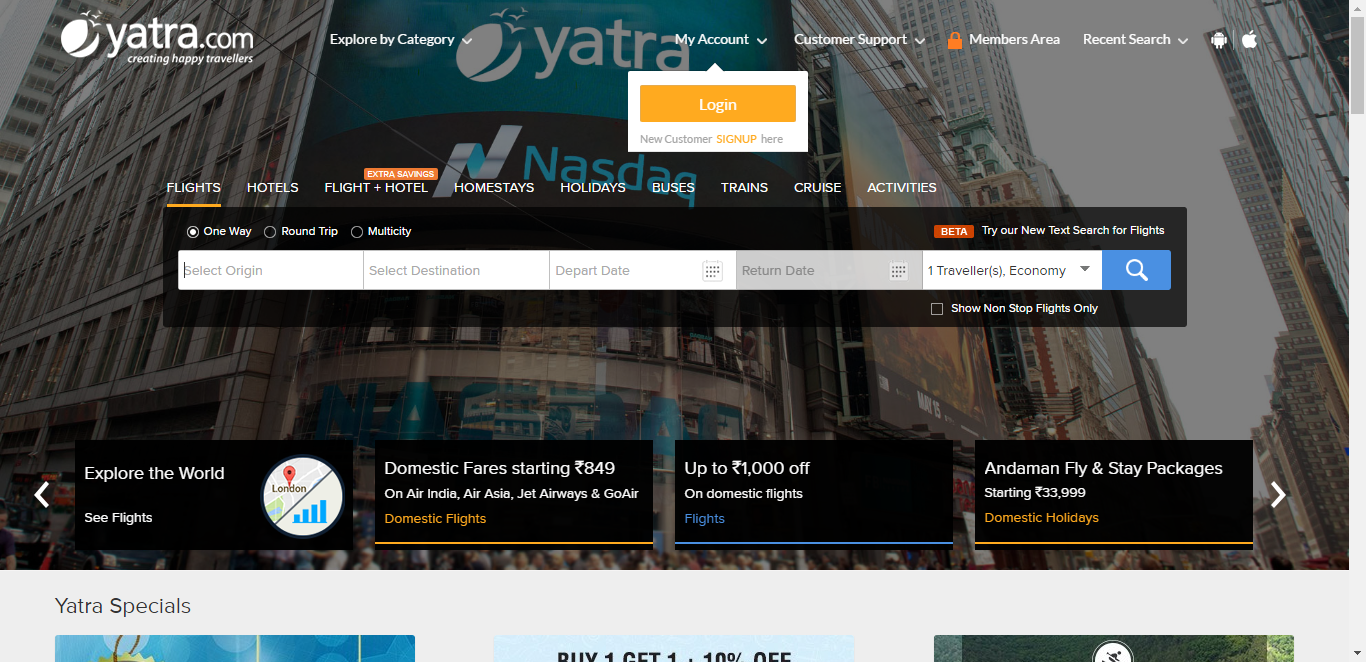 yatra.com
creating happy travellers
Explore by Category
My Account
Customer Support
Members Area
Recent Search
yatra
Login
New Customer SIGNUP here
Nasdaq
EXTRA SAVINGS
FLIGHTS
HOTELS
FLIGHT + HOTEL
HOMESTAYS
HOLIDAYS
BUSES
TRAINS
CRUISE
ACTIVITIES
One Way
Round Trip
Multicity
BETA
Try our New Text Search for Flights
Select Origin
Select Destination
Depart Date
Return Date
1 Traveller(s), Economy
Show Non Stop Flights Only
MAY 15
Explore the World
London
See Flights
Domestic Fares starting ₹849
On Air India, Air Asia, Jet Airways & GoAir
Domestic Flights
Up to ₹1,000 off
On domestic flights
Flights
Andaman Fly & Stay Packages
Starting ₹33,999
Domestic Holidays
Yatra Specials
BUY 1 GET 1 + 10% OFF